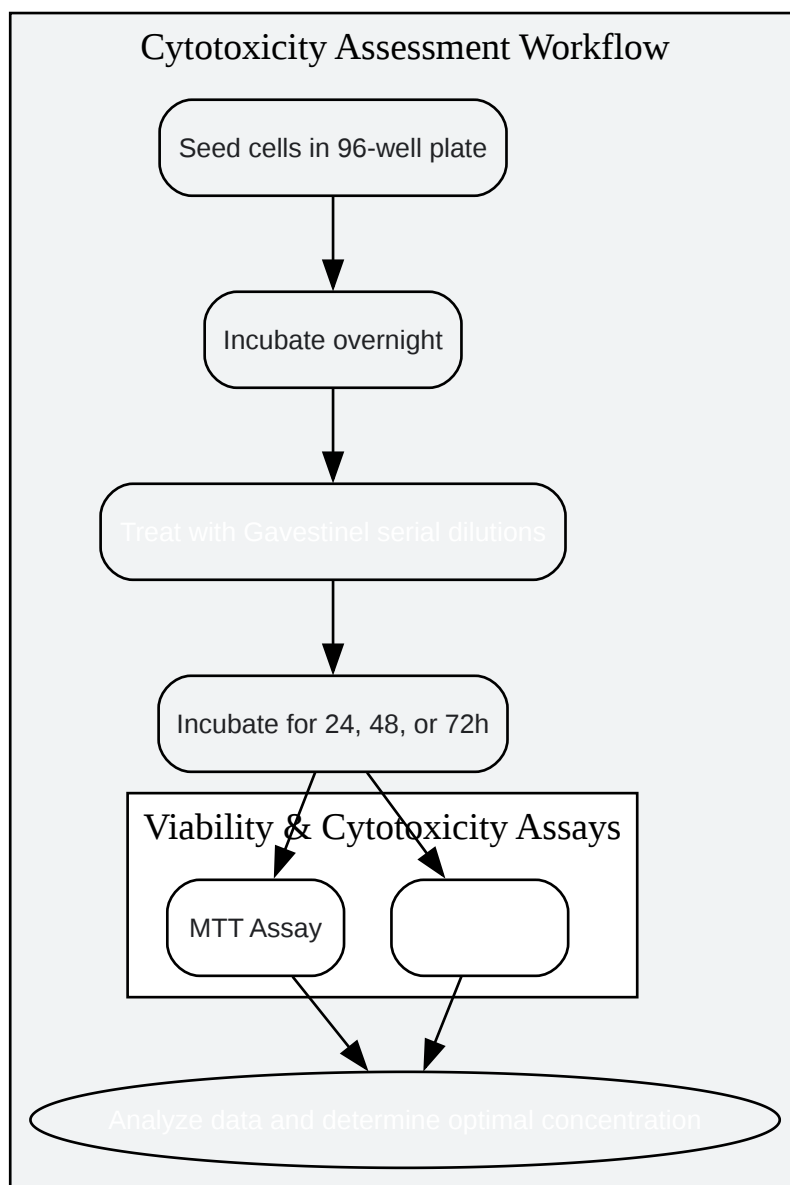 Cytotoxicity Assessment Workflow
Seed cells in 96-well plate
Incubate overnight
Treat with Gavestinel serial dilutions
Incubate for 24, 48, or 72h
Viability & Cytotoxicity Assays
MTT Assay
Analyze data and determine optimal concentration